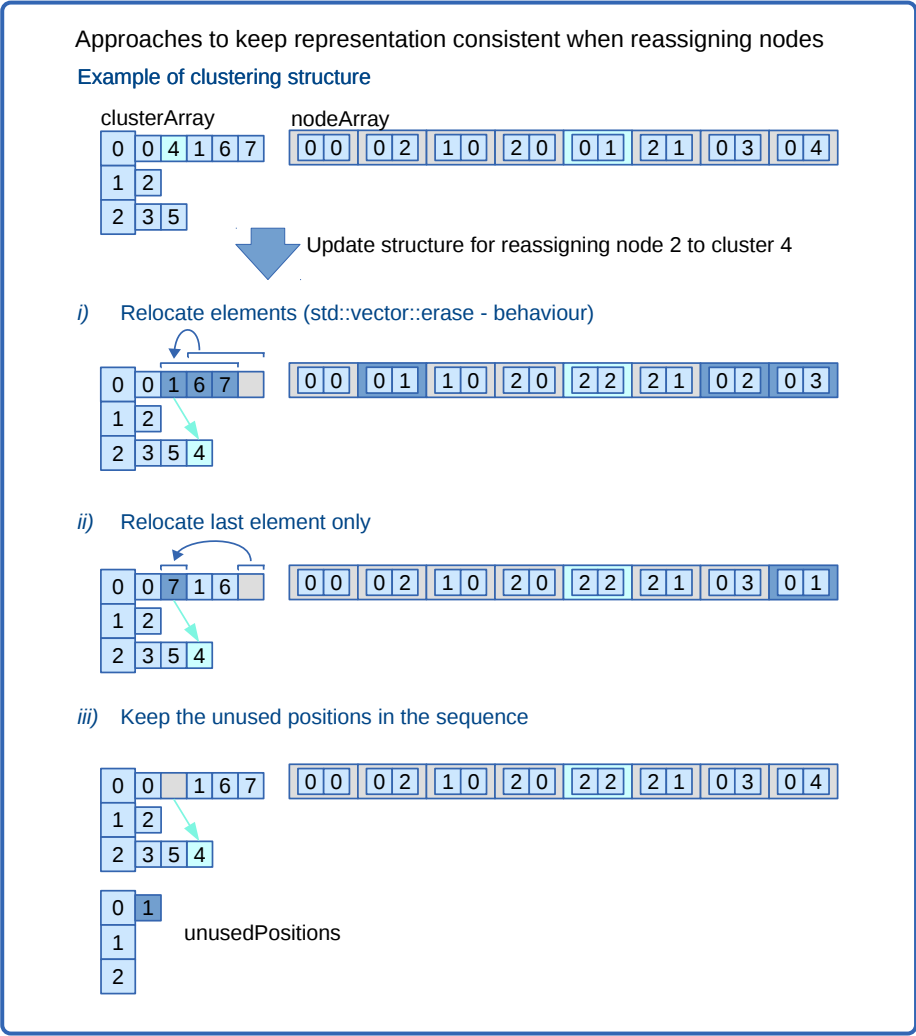 Approaches to keep representation consistent when reassigning nodes
Example of clustering structure
clusterArray nodeArray
0 0 4 1 6 7 0 0 0 2 1 0 2 0 0 1 2 1 0 3 0 4
1 2
2 3 5
Update structure for reassigning node 2 to cluster 4
i) Relocate elements (std::vector::erase - behaviour)
0 0 1 6 7 0 0 0 1 1 0 2 0 2 2 2 1 0 2 0 3
1 2
2 3 5 4
ii) Relocate last element only
0 0 7 1 6 0 0 0 2 1 0 2 0 2 2 2 1 0 3 0 1
1 2
2 3 5 4
iii) Keep the unused positions in the sequence
0 0 1 6 7 0 0 0 2 1 0 2 0 2 2 2 1 0 3 0 4
1 2
2 3 5 4
0 1
unusedPositions
1
2